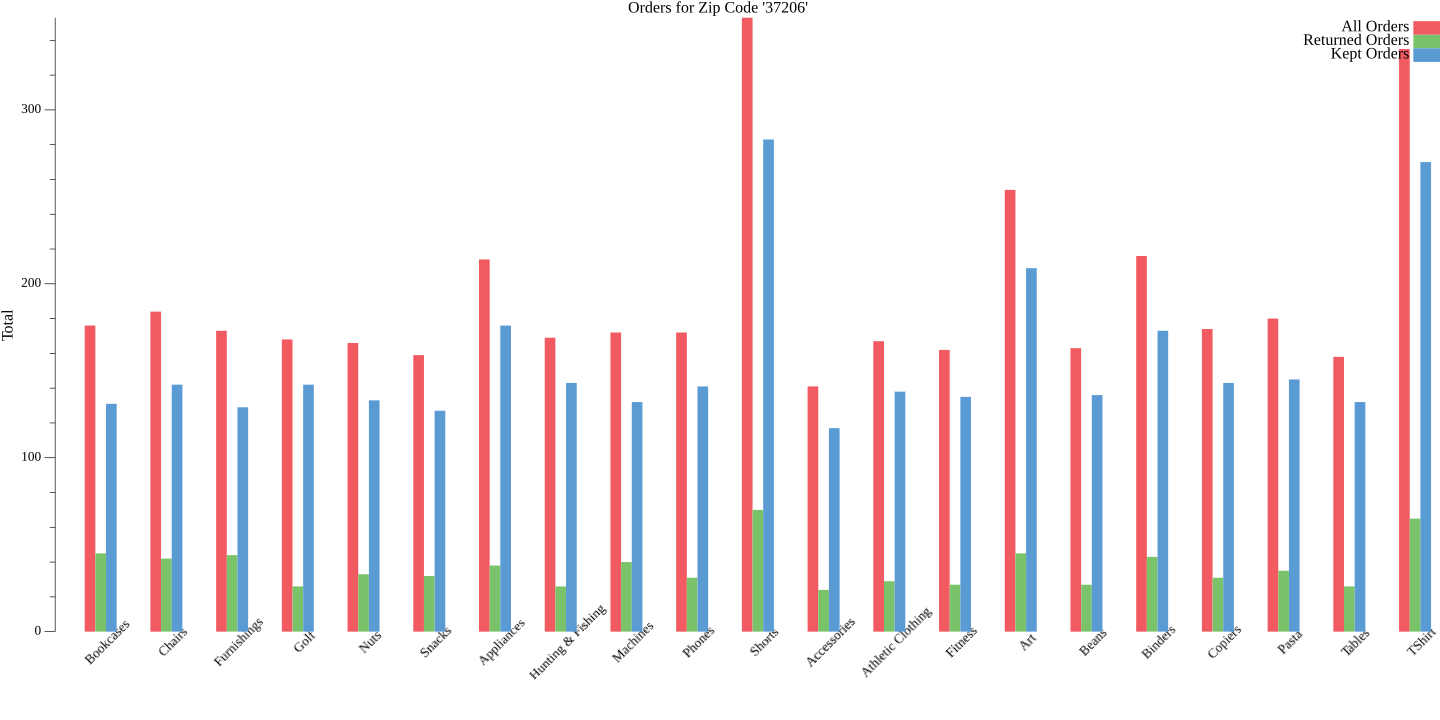 Orders for Zip Code '37206'
All Orders
Returned Orders
Kept Orders
300
200
100
0
Total
Bookcases
Chairs
Furnishings
Golf
Nuts
Snacks
Appliances
Hunting & Fishing
Machines
Phones
Shorts
Accessories
Athletic Clothing
Fitness
Art
Beans
Binders
Copiers
Pasta
Tables
TShirt